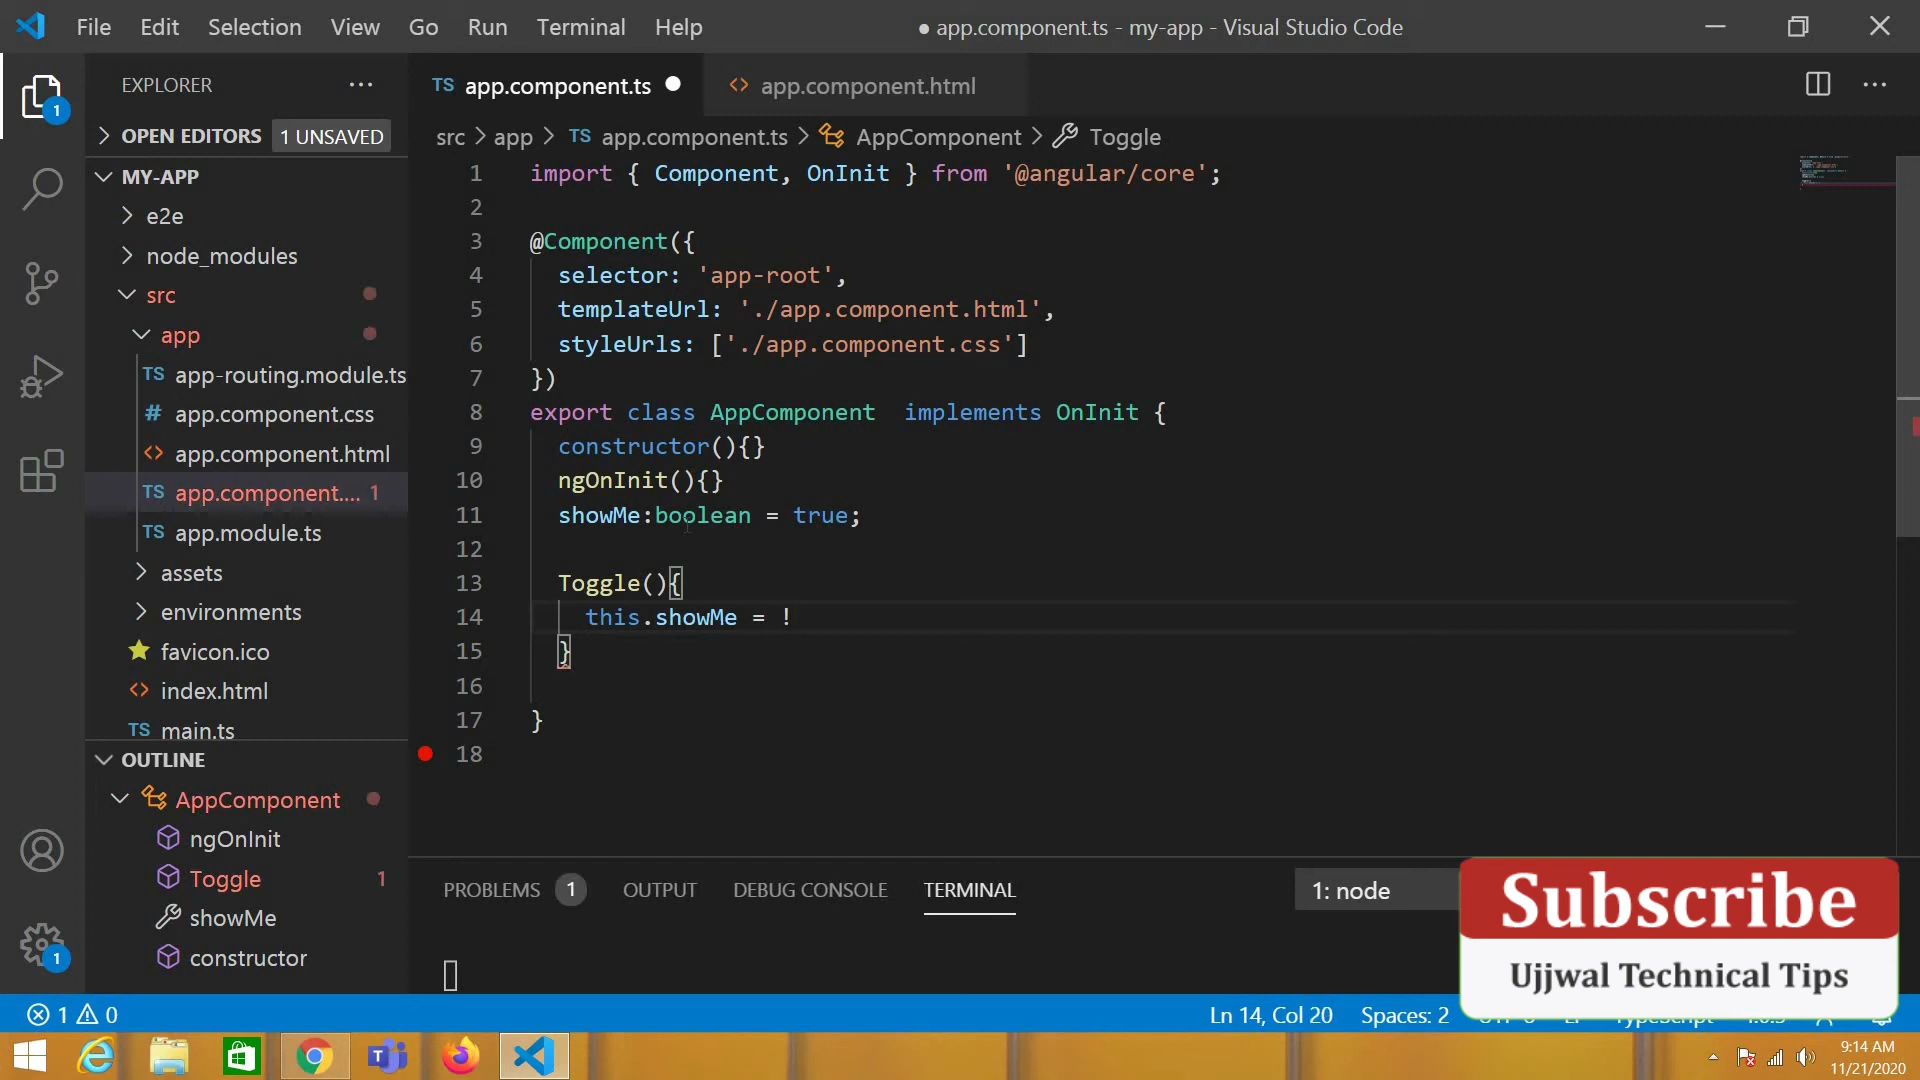 File Edit Selection View Go Run Terminal Help
● app.component.ts - my-app - Visual Studio Code
EXPLORER
1
OPEN EDITORS 1 UNSAVED
MY-APP
e2e
node_modules
src
app
TS app-routing.module.ts
# app.component.css
<> app.component.html
TS app.component.... 1
TS app.module.ts
assets
environments
favicon.ico
<> index.html
TS main.ts
OUTLINE
AppComponent
ngOnInit
Toggle 1
showMe
constructor
1
TS app.component.ts
<> app.component.html
src > app > TS app.component.ts > AppComponent > Toggle
1 import { Component, OnInit } from '@angular/core';
2
3 @Component({
4 selector: 'app-root',
5 templateUrl: './app.component.html',
6 styleUrls: ['./app.component.css']
7 })
8 export class AppComponent  implements OnInit {
9 constructor(){}
10 ngOnInit(){}
11 showMe:boolean = true;
12
13 Toggle(){
14 this.showMe = !
15 }
16
17 }
18
PROBLEMS 1 OUTPUT DEBUG CONSOLE TERMINAL
1: node
Subscribe
Ujjwal Technical Tips
1 0
Ln 14, Col 20 Spaces: 2
9:14 AM
11/21/2020